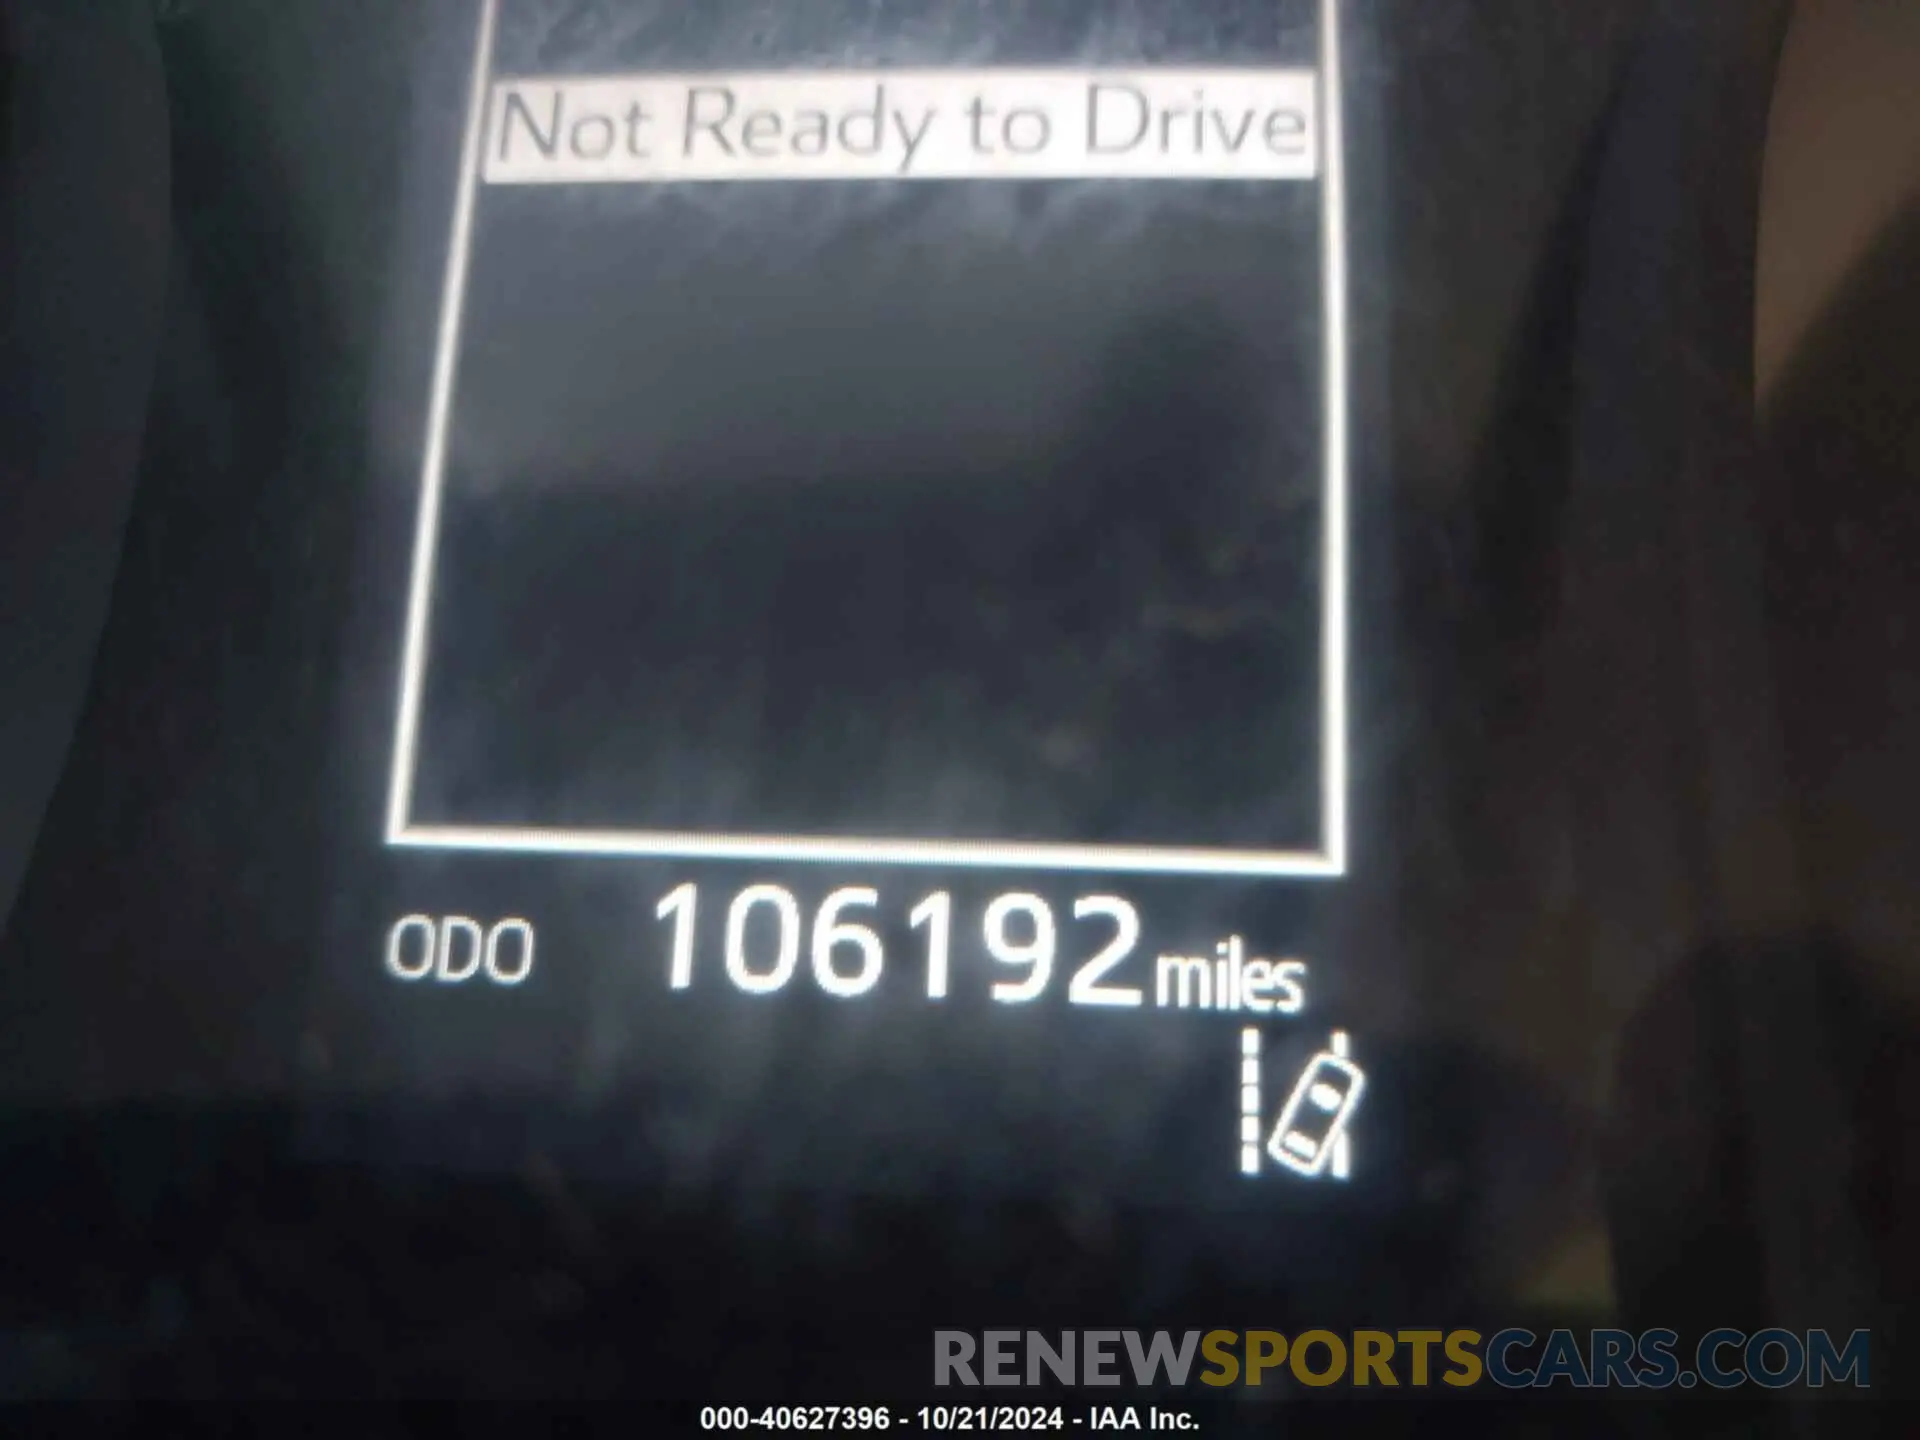 Not Ready to Drive
ODO 106192 miles
RENEWSPORTSCARS.COM
000-40627396 - 10/21/2024 - IAA Inc.